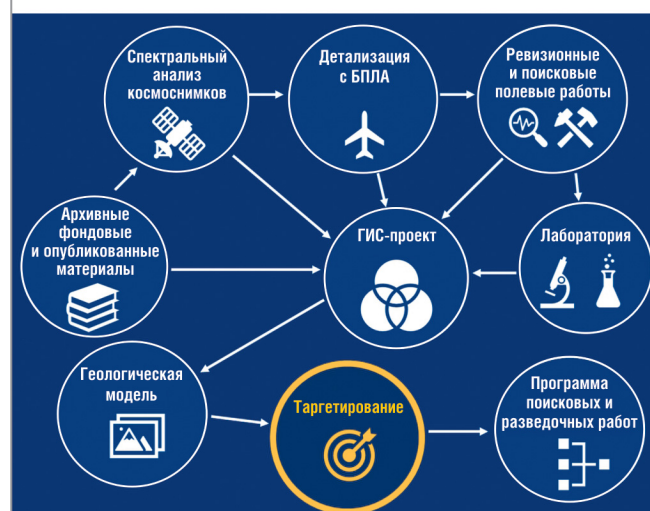 Спектральный
анализ
космоснимков
Детализация
с БПЛА
Ревизионные
и поисковые
полевые работы
Архивные
фондовые
и опубликованные
материалы
ГИС-проект
Лаборатория
Геологическая
модель
Таргетирование
Программа
поисковых и
разведочных работ